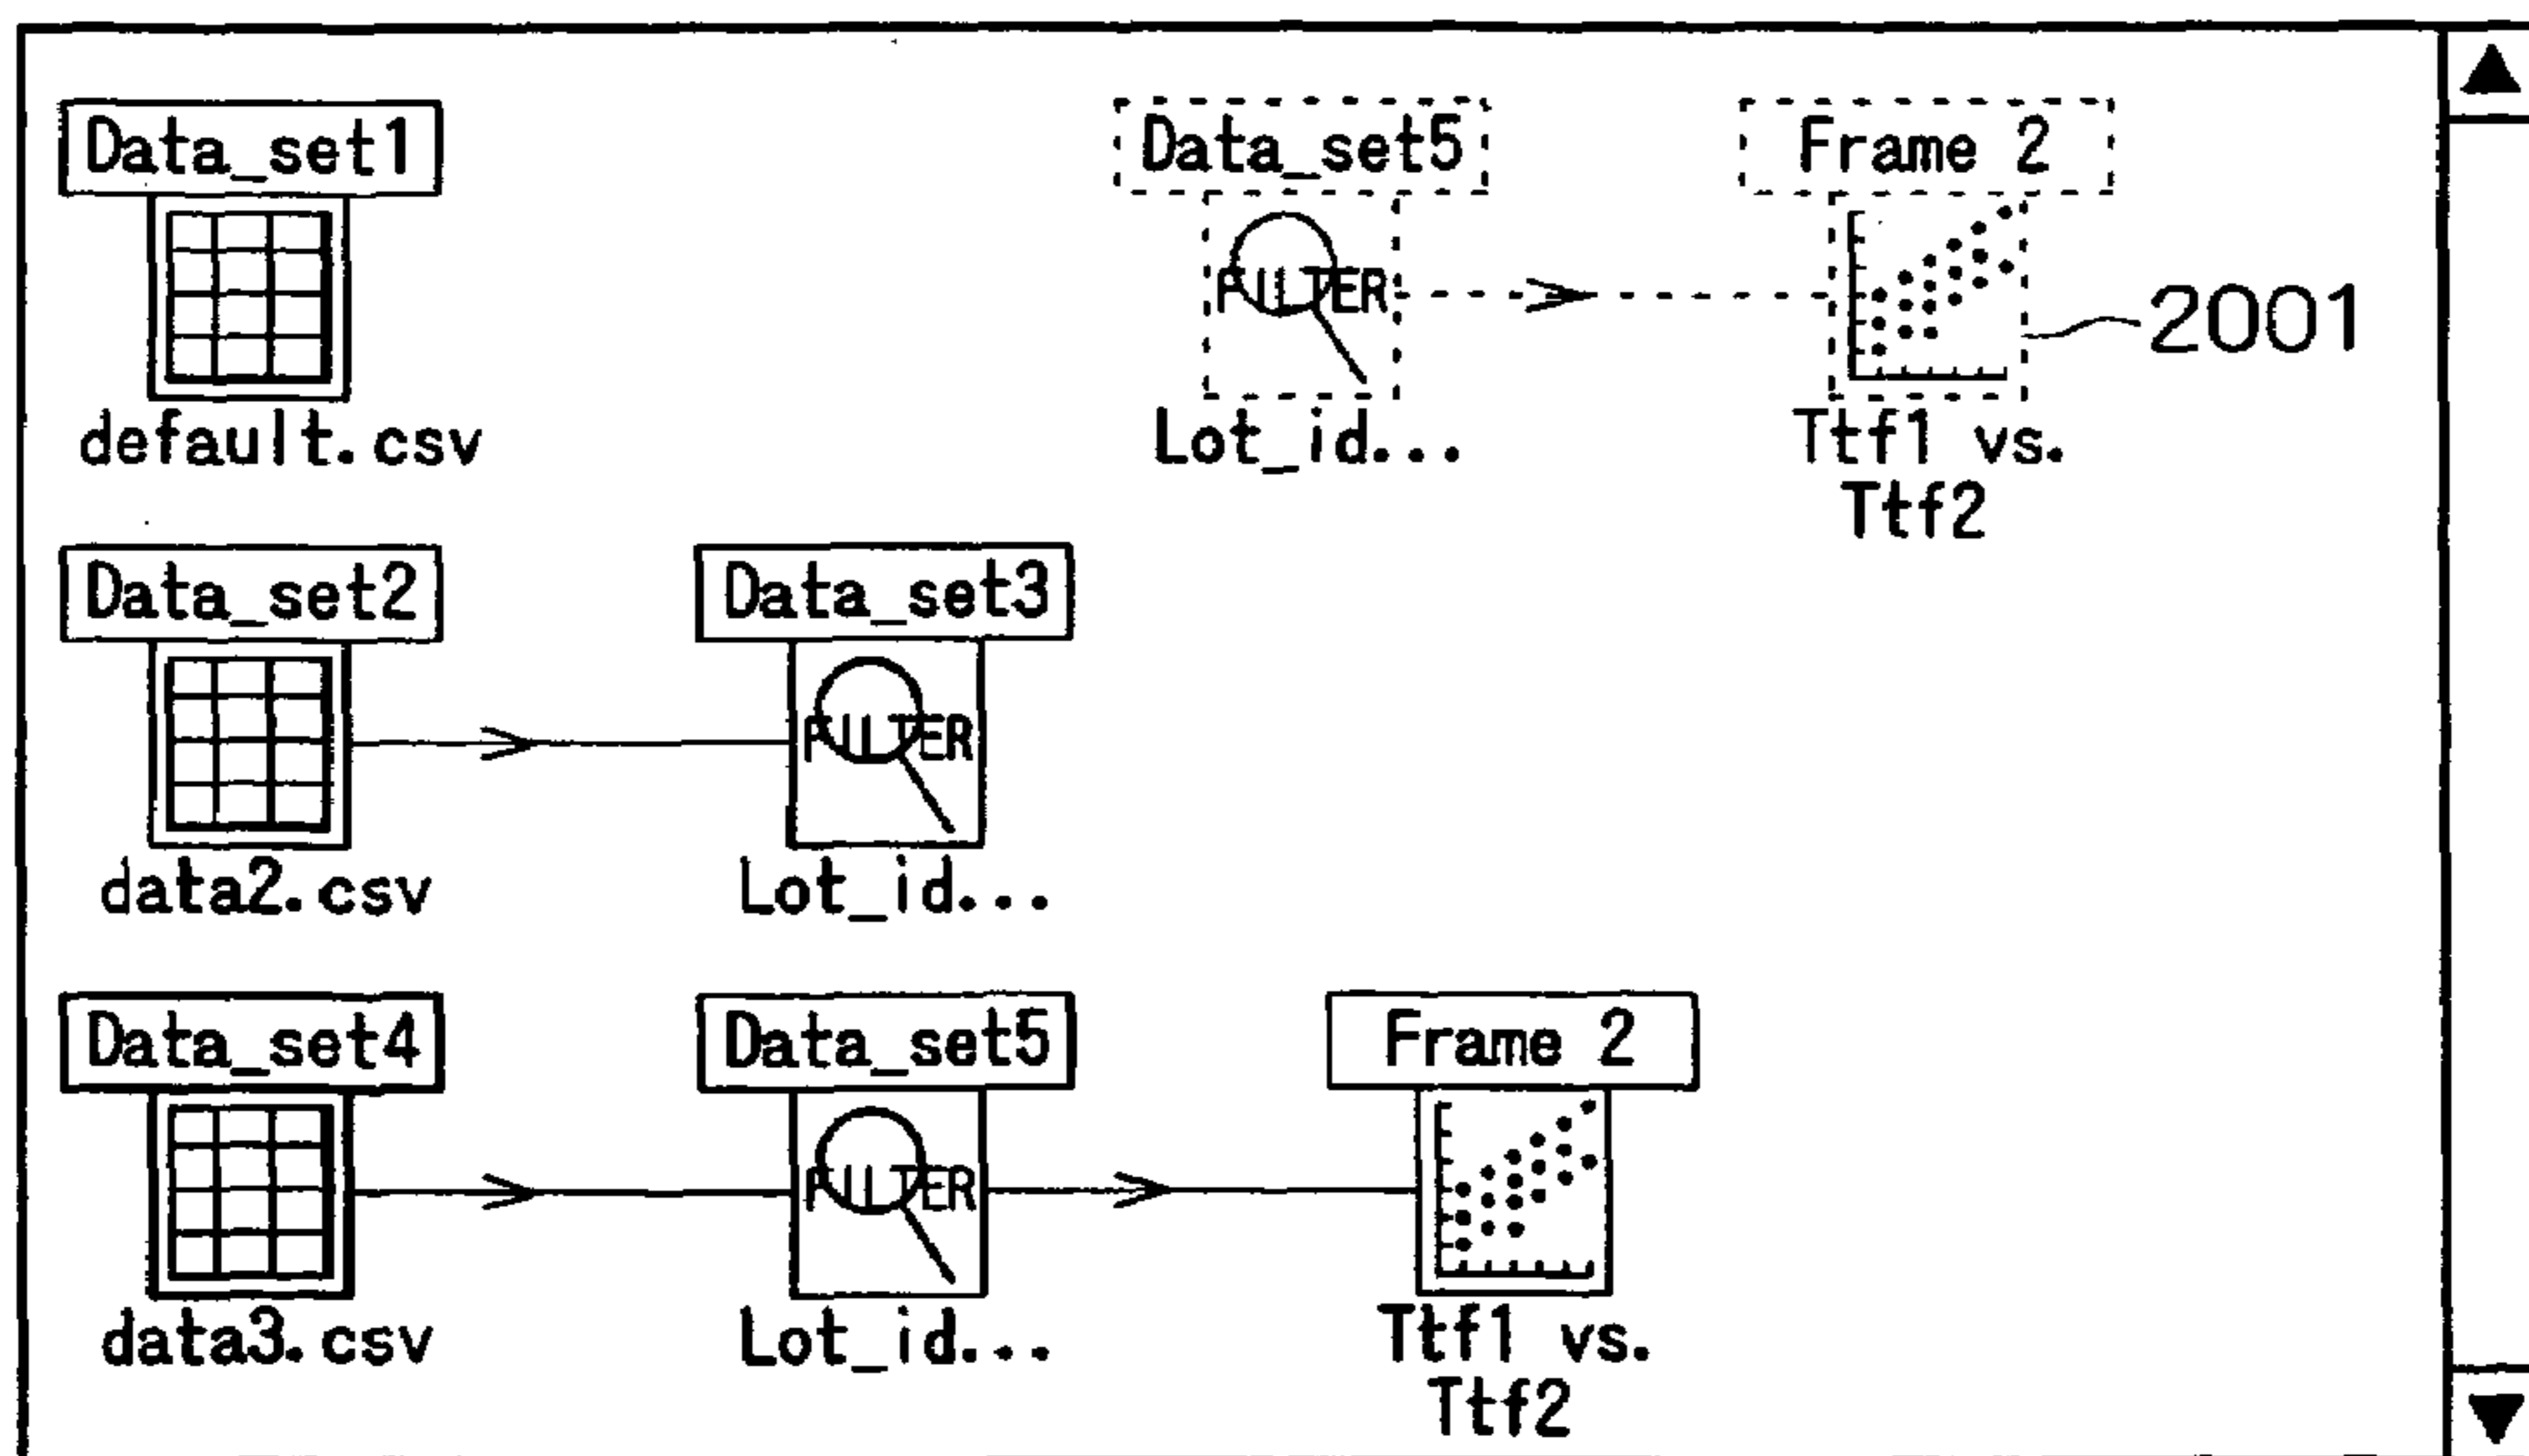 Data_set1
Data_set5
Frame 2
FILTER
2001
default.csv
Lot_id...
Ttf1 vs.
Ttf2
Data_set2
Data_set3
FILTER
data2.csv
Lot_id...
Data_set4
Data_set5
Frame 2
FILTER
data3.csv
Lot_id...
Ttf1 vs.
Ttf2